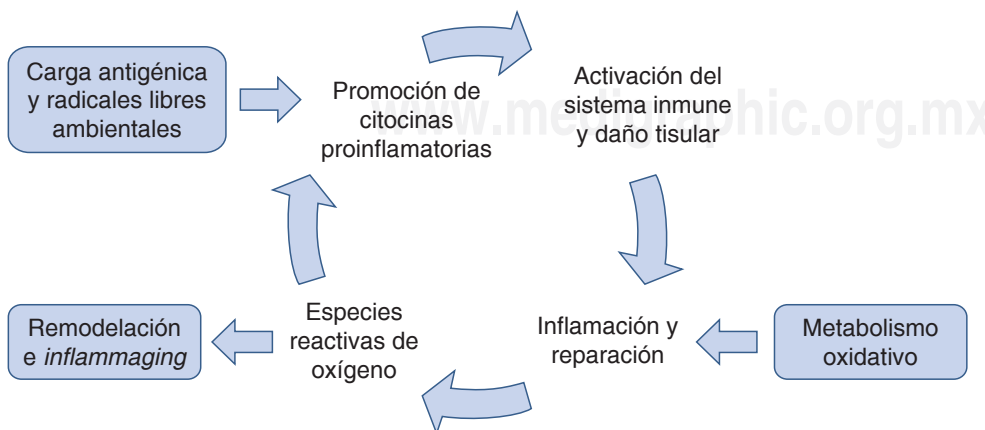 Carga antigénica
y radicales libres
ambientales
Promoción de
citocinas
proinflamatorias
Activación del
sistema inmune
y daño tisular
www.medigraphic.org.mx
Remodelación
e inflammaging
Especies
reactivas de
oxígeno
Inflamación y
reparación
Metabolismo
oxidativo